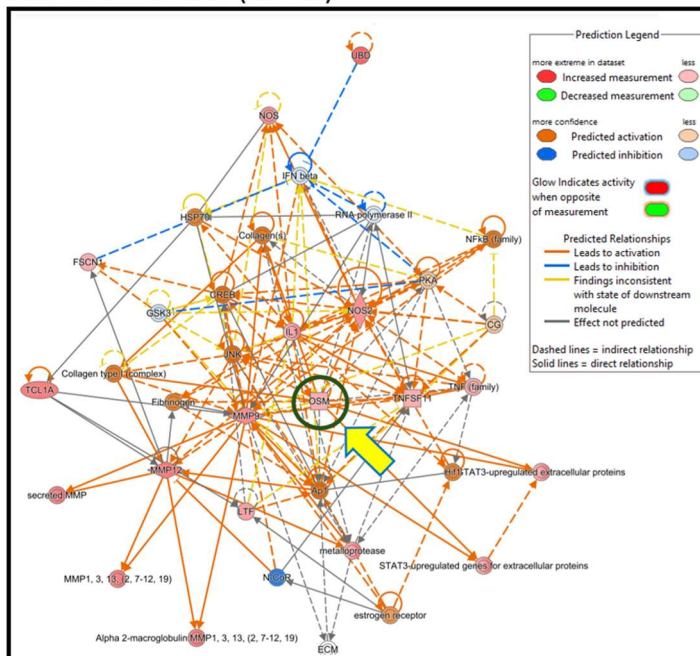 UBD
NOS
IFN beta
HSP70
RNA polymerase II
Collagen(s)
NFkB (family)
FSCN1
PKA
CREB
GSK3
NOS2
IL1
CG
JNK
Collagen type I (complex)
TCL1A
Fibrinogen
OSM
TNFSF11
TNF (family)
MMP9
MMP12
Hif1
STAT3-upregulated extracellular proteins
secreted MMP
Ap1
LTF
metalloprotease
STAT3-upregulated genes for extracellular proteins
MMP1, 3, 13, (2, 7-12, 19)
NCoR
estrogen receptor
Alpha 2-macroglobulin-MMP1, 3, 13, (2, 7-12, 19)
ECM
Prediction Legend
more extreme in dataset less
Increased measurement
Decreased measurement
more confidence less
Predicted activation
Predicted inhibition
Glow Indicates activity
when opposite
of measurement
Predicted Relationships
Leads to activation
Leads to inhibition
Findings inconsistent
with state of downstream
molecule
Effect not predicted
Dashed lines = indirect relationship
Solid lines = direct relationship